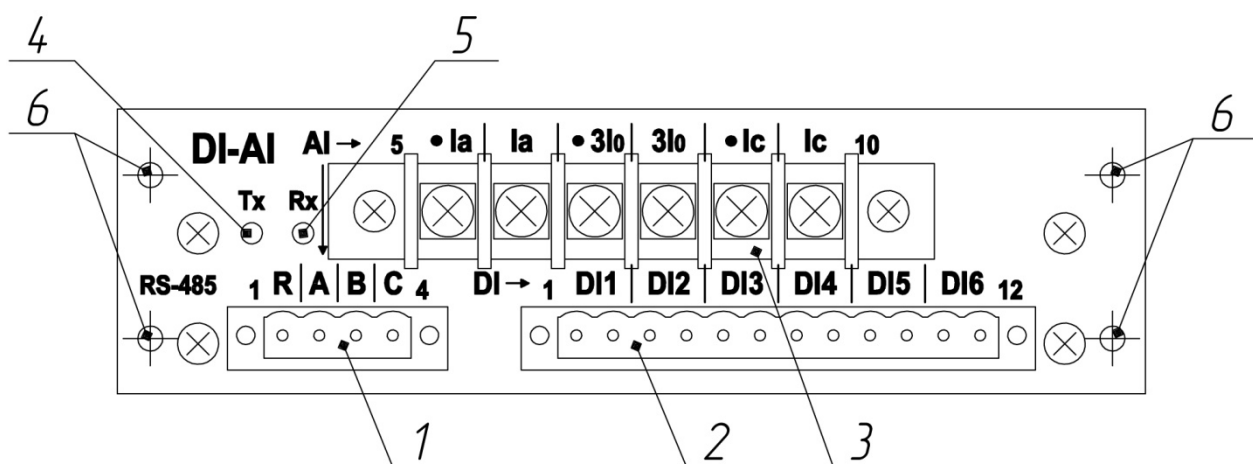 4 5
6 6
DI-AI AI → 5 • Ia | Ia | • 3I0 | 3I0 | • Ic | Ic | 10
Tx Rx
RS-485 1 R | A | B | C 4 DI → 1 DI1 | DI2 | DI3 | DI4 | DI5 | DI6 12
1 2 3